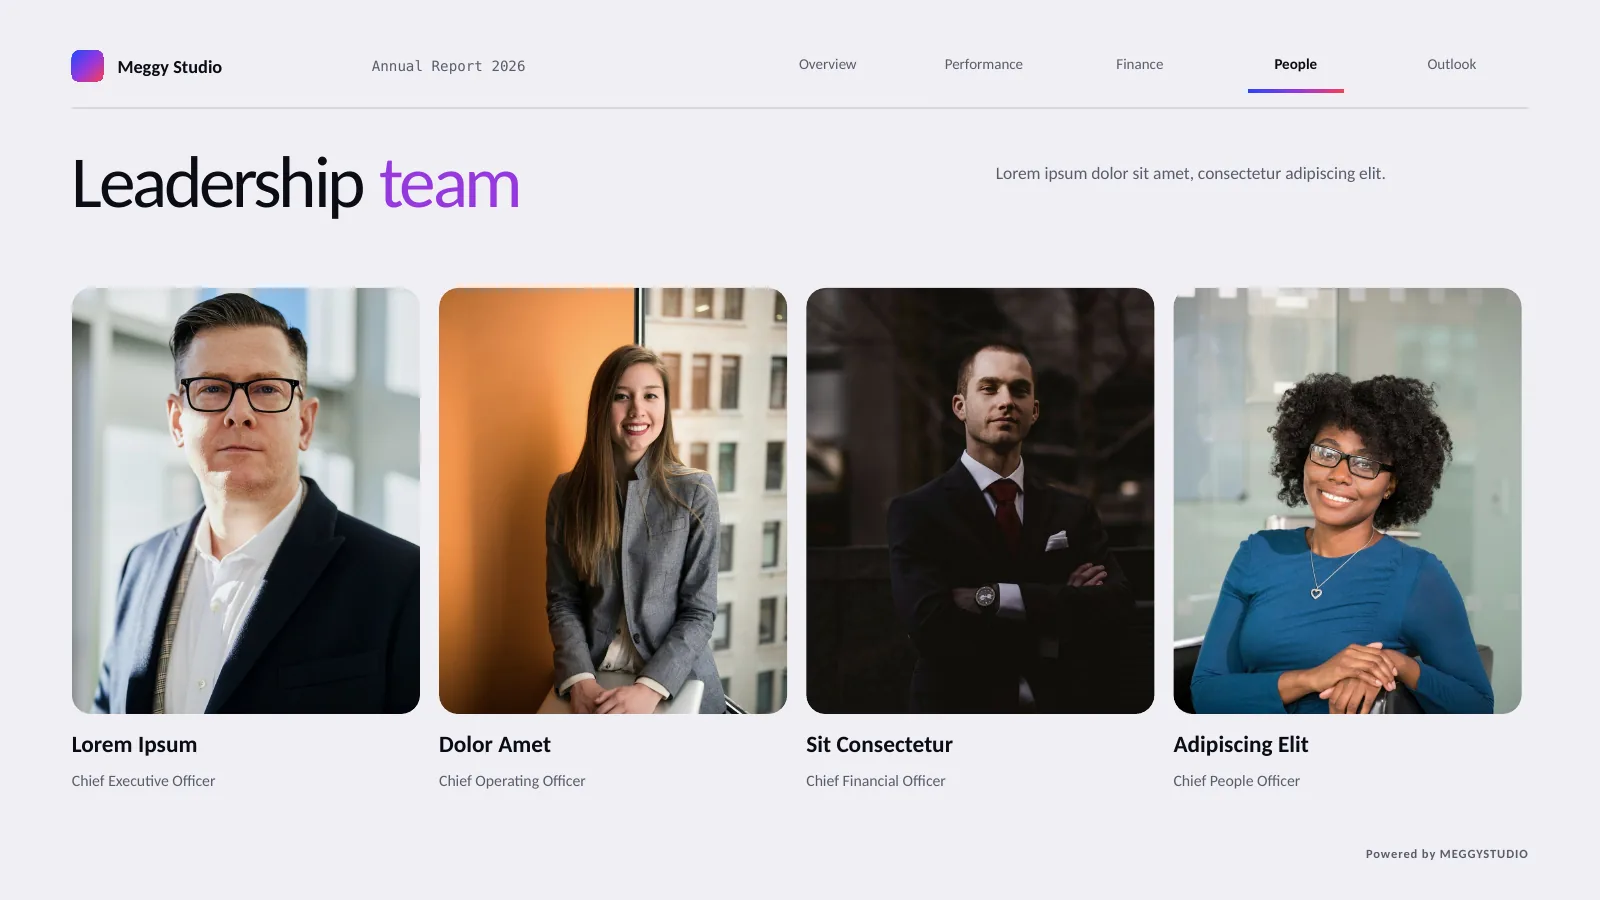 Meggy Studio
Annual Report 2026
Overview
Performance
Finance
People
Outlook
Leadership team
Lorem ipsum dolor sit amet, consectetur adipiscing elit.
Lorem Ipsum
Chief Executive Officer
Dolor Amet
Chief Operating Officer
Sit Consectetur
Chief Financial Officer
Adipiscing Elit
Chief People Officer
Powered by MEGGYSTUDIO